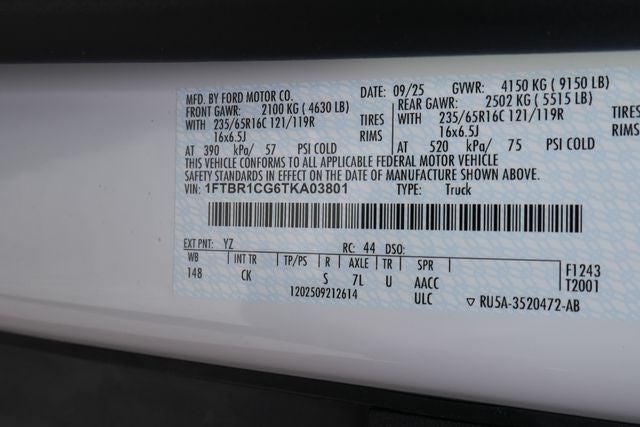 MFD. BY FORD MOTOR CO. DATE: 09/25 GVWR: 4150 KG (9150 LB)
FRONT GAWR: 2100 KG (4630 LB) REAR GAWR: 2502 KG (5515 LB)
WITH 235/65R16C 121/119R TIRES WITH 235/65R16C 121/119R TIRES
16x6.5J RIMS 16x6.5J RIMS
AT 390 kPa/ 57 PSI COLD AT 520 kPa/ 75 PSI COLD
THIS VEHICLE CONFORMS TO ALL APPLICABLE FEDERAL MOTOR VEHICLE
SAFETY STANDARDS IN EFFECT ON THE DATE OF MANUFACTURE SHOWN ABOVE
VIN: 1FTBR1CG6TKA03801 TYPE: Truck
EXT PNT: YZ RC: 44 DSO:
WB INT TR TP/PS R AXLE TR SPR F1243
148 CK S 7L U AACC T2001
ULC
1202509212614 ▽ RU5A-3520472-AB